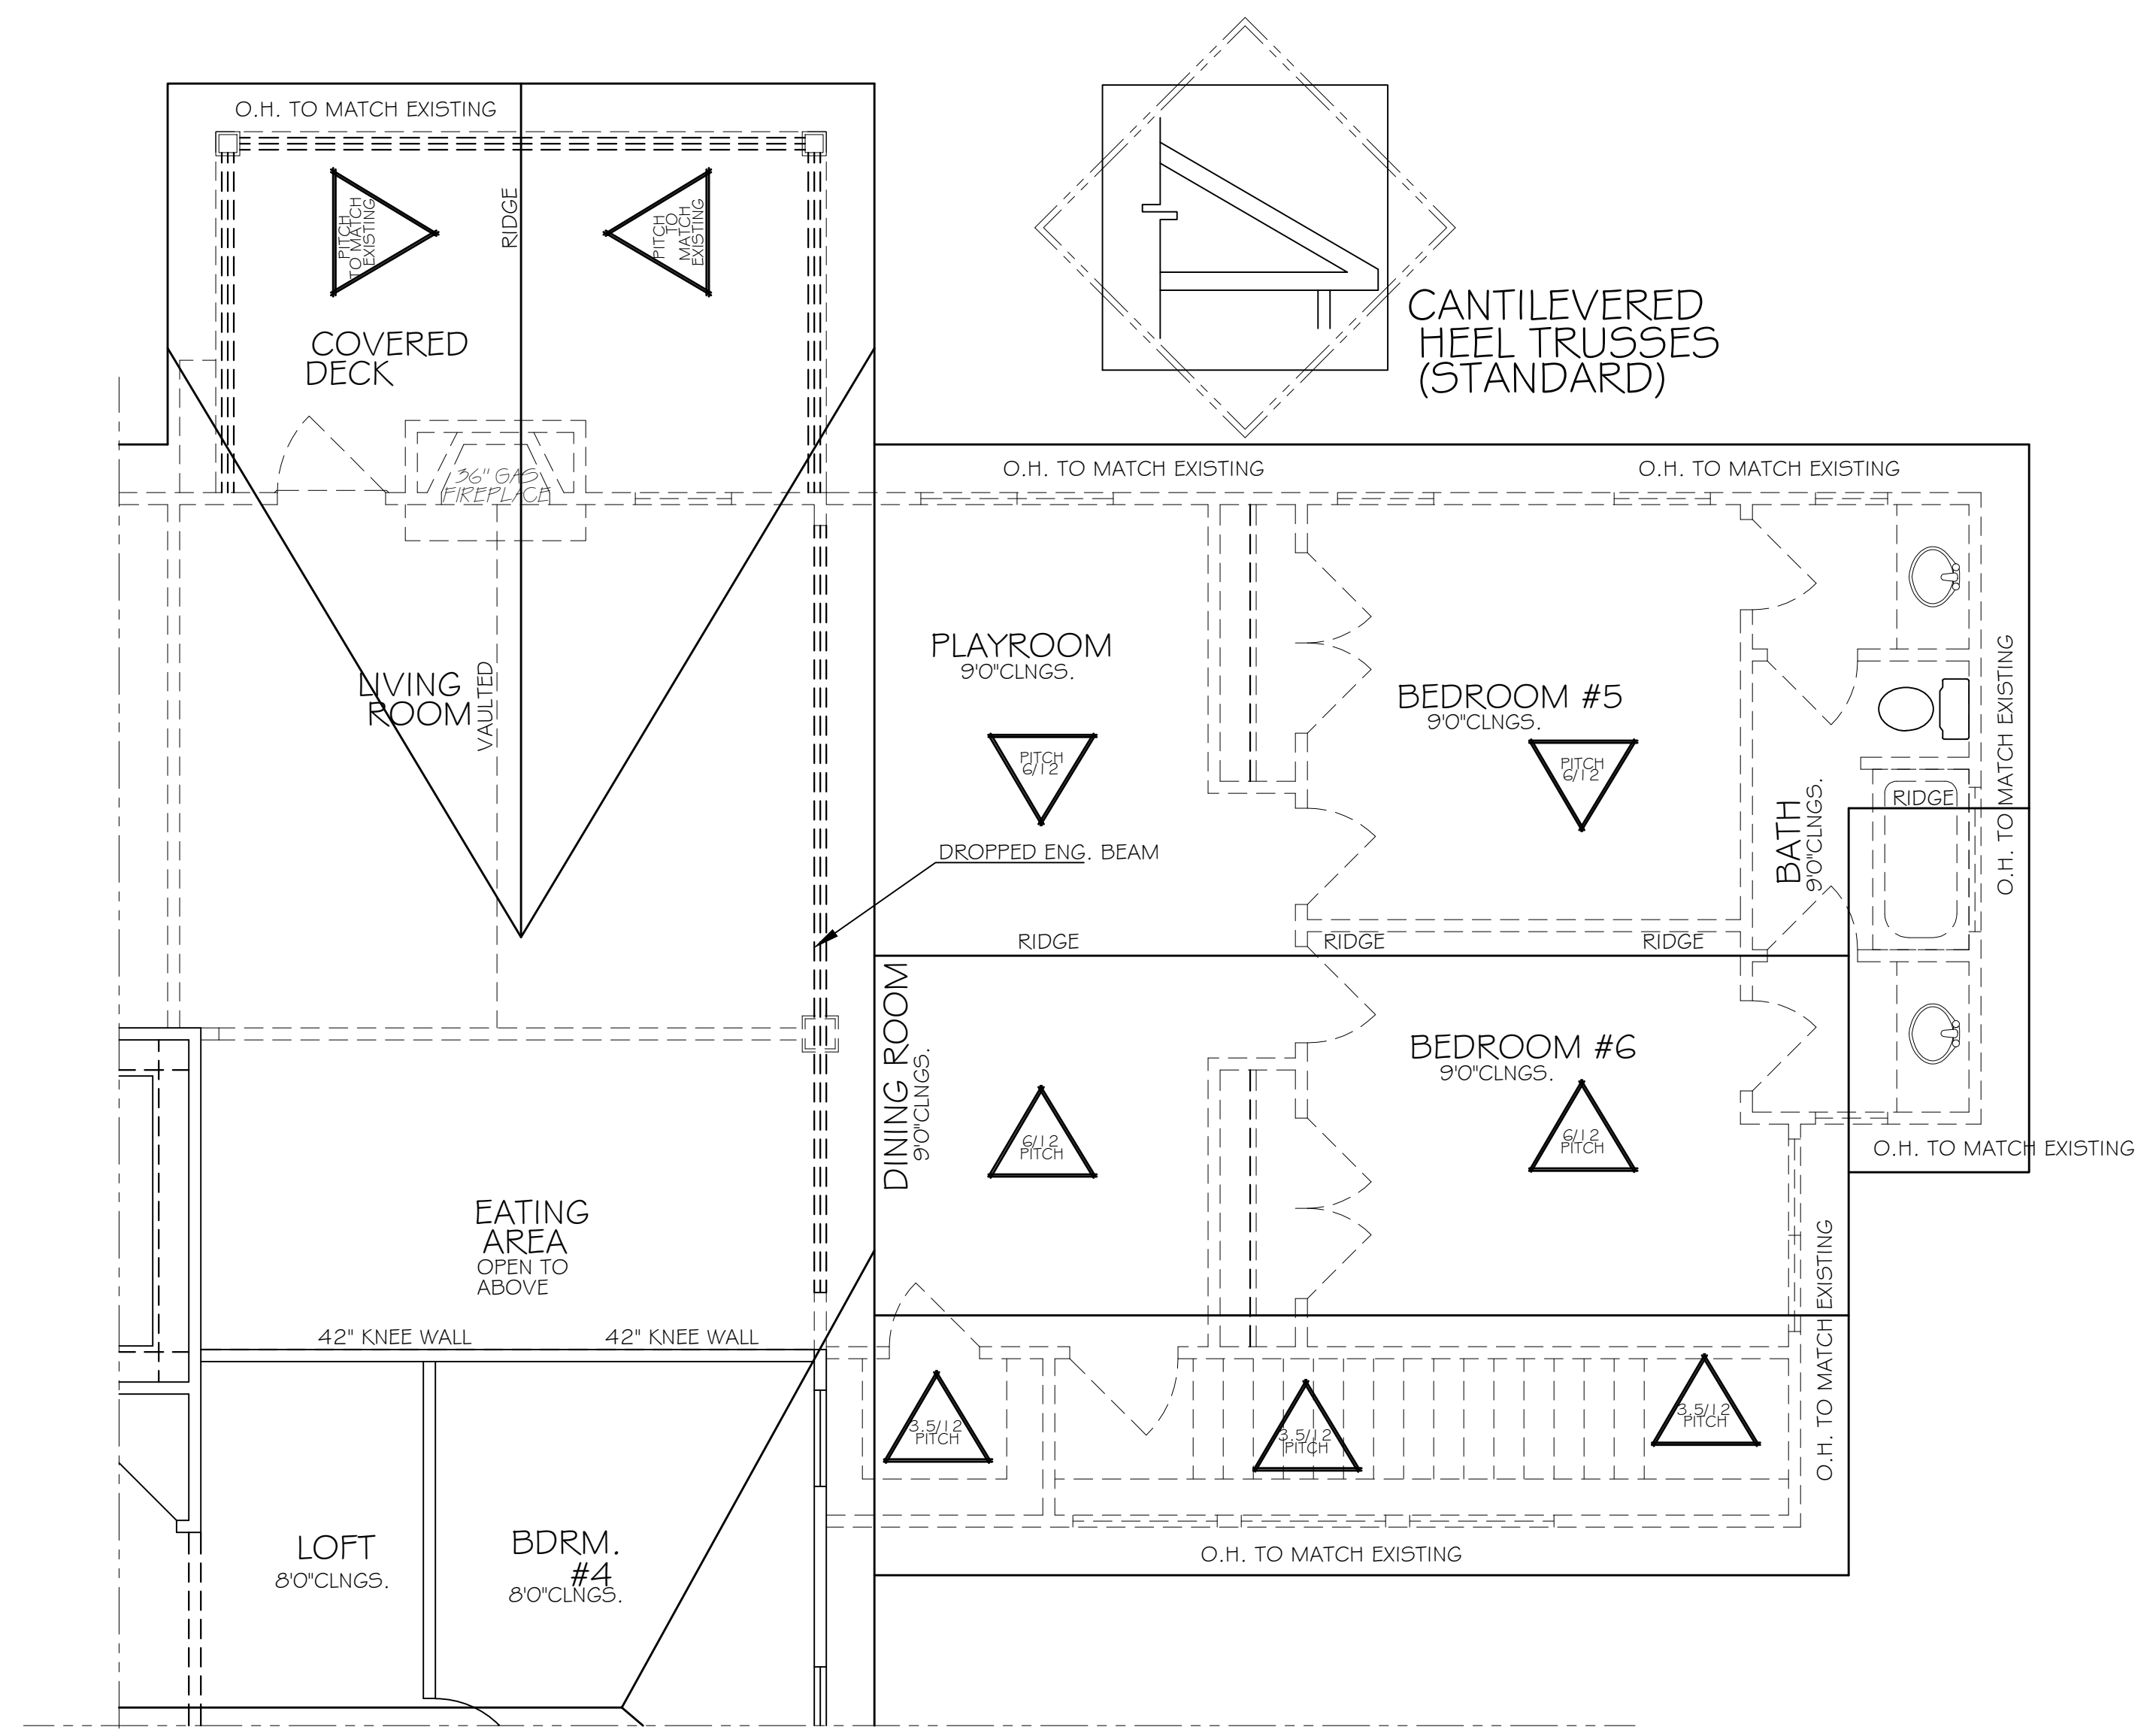 O.H. TO MATCH EXISTING
PITCH
TO MATCH
EXISTING
RIDGE
PITCH
TO
MATCH
EXISTING
COVERED
DECK
CANTILEVERED
HEEL TRUSSES
(STANDARD)
36" GAS
FIREPLACE
O.H. TO MATCH EXISTING
O.H. TO MATCH EXISTING
LIVING
ROOM
VAULTED
PLAYROOM
9'0"CLNGS.
PITCH
6/12
BEDROOM #5
9'0"CLNGS.
PITCH
6/12
BATH
9'0"CLNGS.
RIDGE
O.H. TO MATCH EXISTING
DROPPED ENG. BEAM
RIDGE
RIDGE
RIDGE
DINING ROOM
9'0"CLNGS.
6/12
PITCH
BEDROOM #6
9'0"CLNGS.
6/12
PITCH
O.H. TO MATCH EXISTING
EATING
AREA
OPEN TO
ABOVE
42" KNEE WALL
42" KNEE WALL
O.H. TO MATCH EXISTING
3.5/12
PITCH
3.5/12
PITCH
3.5/12
PITCH
LOFT
8'0"CLNGS.
BDRM.
#4
8'0"CLNGS.
O.H. TO MATCH EXISTING